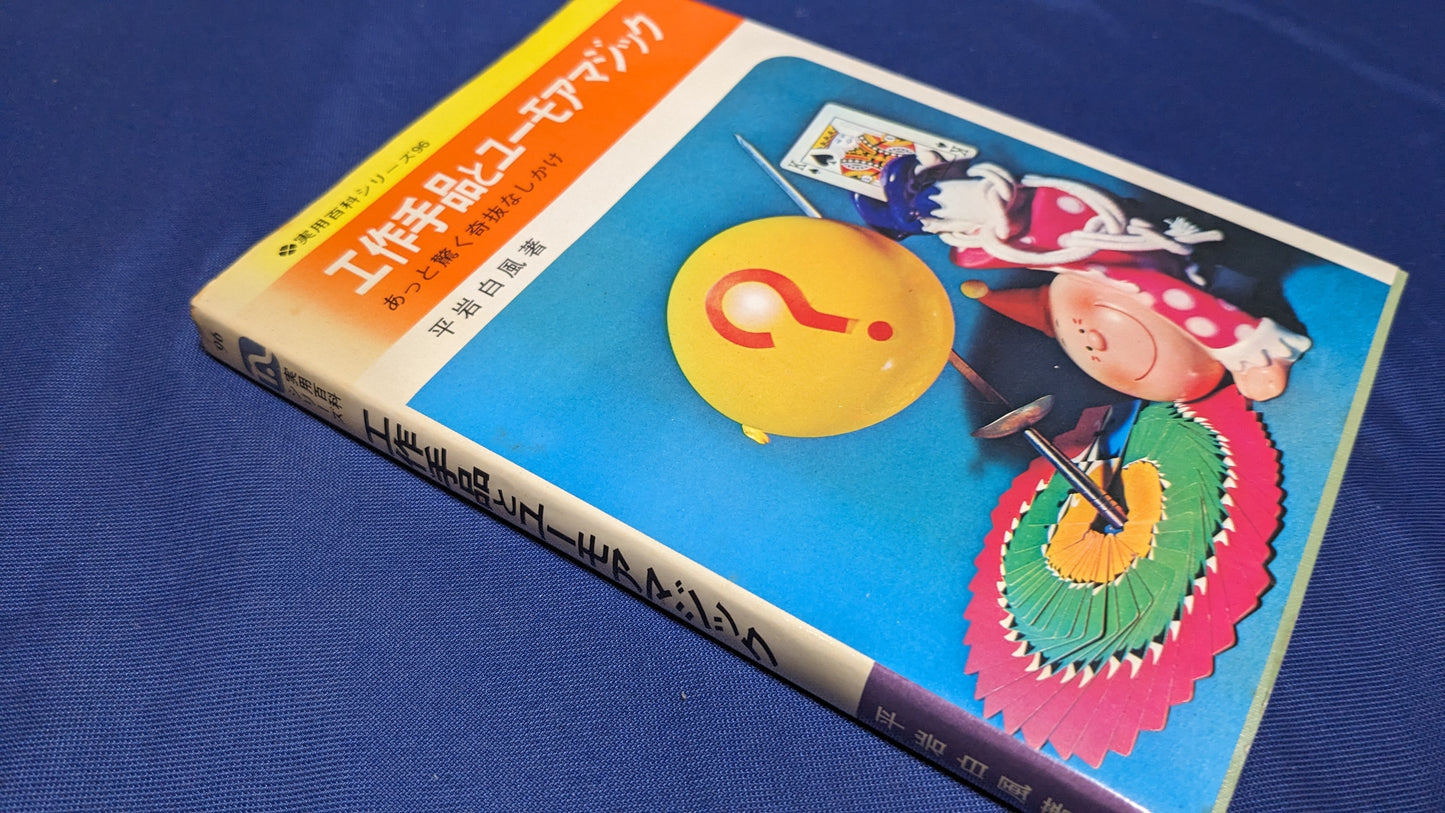 実用百科シリーズ96
工作手品とユーモアマジック
あっと驚く奇抜なしかけ
平岩白風著
K
K
?
96
実用百科
シリーズ
工作手品とユーモアマジック
平岩白風著